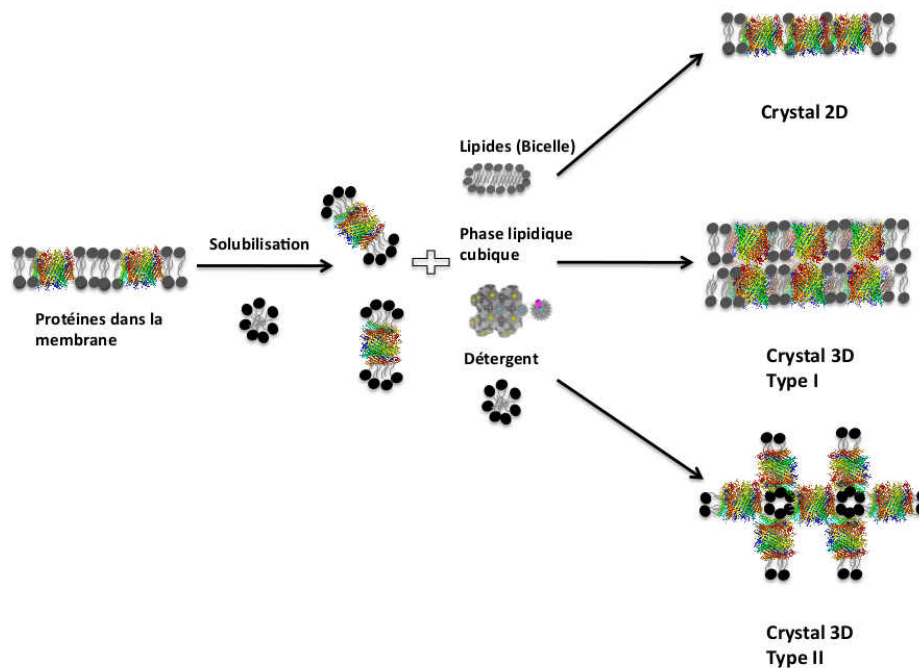 Crystal 2D
Lipides (Bicelle)
Solubilisation
Phase lipidique
cubique
Protéines dans la
membrane
Détergent
Crystal 3D
Type I
Crystal 3D
Type II